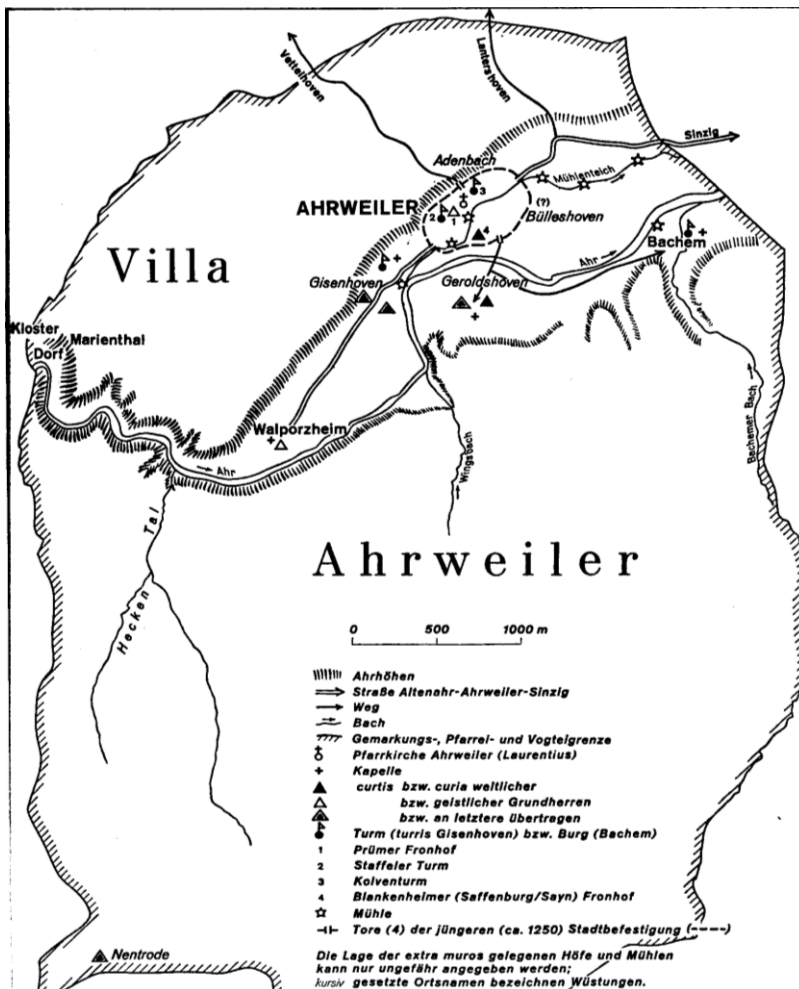 Vettelhoven
Lantershoven
Sinzig
Adenbach
Mühlenteich
3
AHRWEILER
2
1
(?)
Bülleshoven
4
Villa
Bachem
Ahr
Gisenhoven
Geroldshoven
Kloster
Marienthal
Dorf
Walporzheim
Ahr
Wingsbach
Bachemer Bach
Hecken Tal
Ahrweiler
0 500 1000 m
Ahrhöhen
Straße Altenahr-Ahrweiler-Sinzig
Weg
Bach
Gemarkungs-, Pfarrei- und Vogteigrenze
Pfarrkirche Ahrweiler (Laurentius)
Kapelle
curtis bzw. curia weltlicher
bzw. geistlicher Grundherren
bzw. an letztere übertragen
Turm (turris Gisenhoven) bzw. Burg (Bachem)
1 Prümer Fronhof
2 Staffeler Turm
3 Kolventurm
4 Blankenheimer (Saffenburg/Sayn) Fronhof
Mühle
Tore (4) der jüngeren (ca. 1250) Stadtbefestigung (----)
Nentrode
Die Lage der extra muros gelegenen Höfe und Mühlen
kann nur ungefähr angegeben werden;
kursiv gesetzte Ortsnamen bezeichnen Wüstungen.